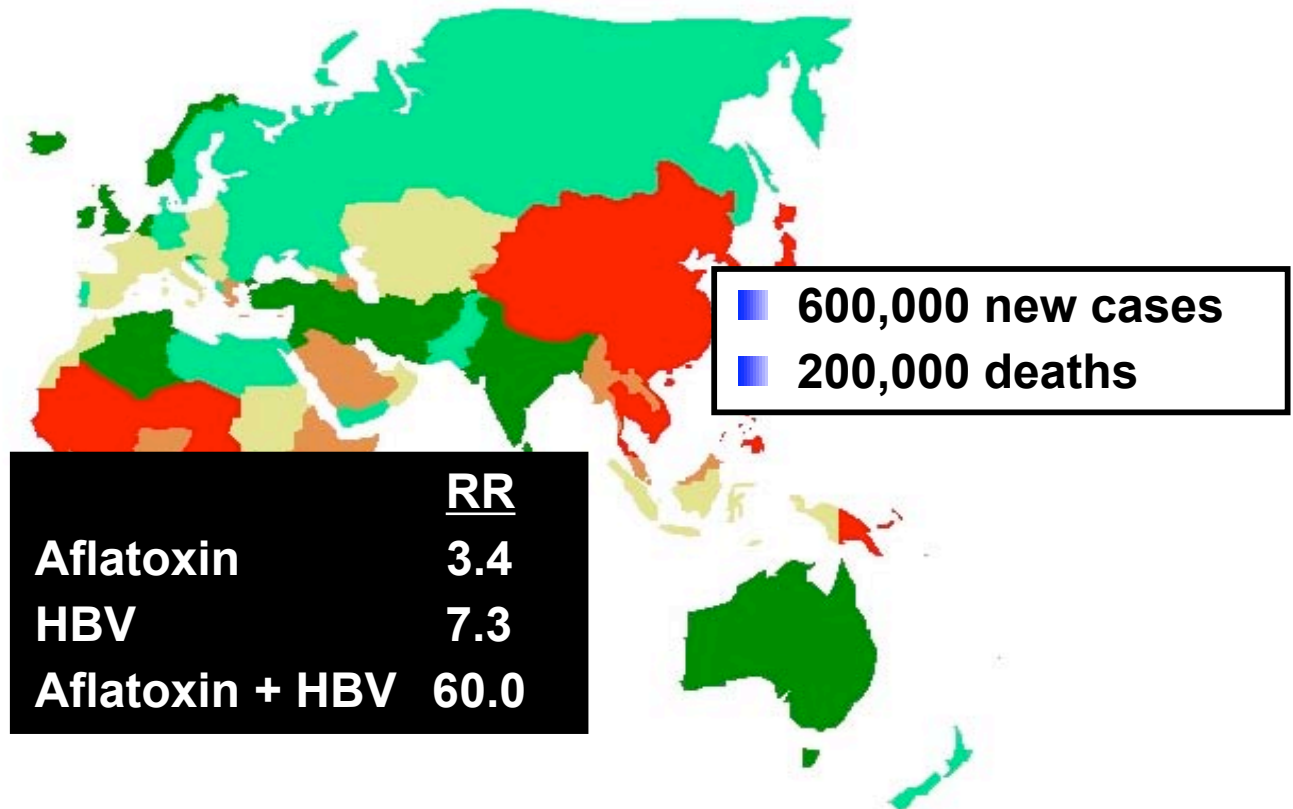 600,000 new cases
200,000 deaths
RR
Aflatoxin 3.4
HBV 7.3
Aflatoxin + HBV 60.0